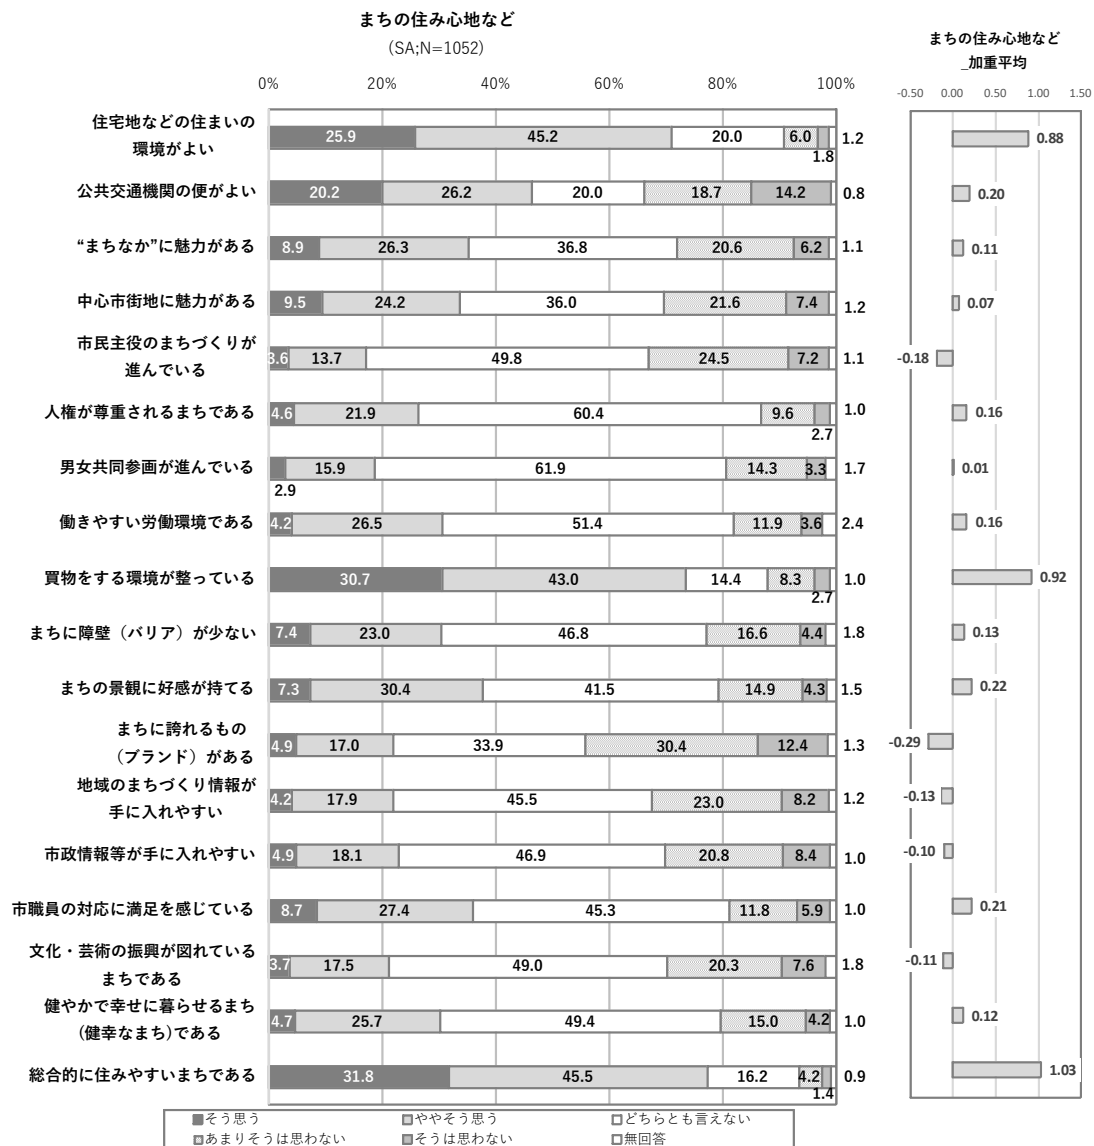 まちの住み心地など
(SA;N=1052)
まちの住み心地など
_加重平均
0% 20% 40% 60% 80% 100%
-0.50 0.00 0.50 1.00 1.50
住宅地などの住まいの
環境がよい
25.9 45.2 20.0 6.0 1.8 1.2 0.88
公共交通機関の便がよい 20.2 26.2 20.0 18.7 14.2 0.8 0.20
“まちなか”に魅力がある 8.9 26.3 36.8 20.6 6.2 1.1 0.11
中心市街地に魅力がある 9.5 24.2 36.0 21.6 7.4 1.2 0.07
市民主役のまちづくりが
進んでいる
3.6 13.7 49.8 24.5 7.2 1.1 -0.18
人権が尊重されるまちである 4.6 21.9 60.4 9.6 2.7 1.0 0.16
男女共同参画が進んでいる 2.9 15.9 61.9 14.3 3.3 1.7 0.01
働きやすい労働環境である 4.2 26.5 51.4 11.9 3.6 2.4 0.16
買物をする環境が整っている 30.7 43.0 14.4 8.3 2.7 1.0 0.92
まちに障壁（バリア）が少ない 7.4 23.0 46.8 16.6 4.4 1.8 0.13
まちの景観に好感が持てる 7.3 30.4 41.5 14.9 4.3 1.5 0.22
まちに誇れるもの
（ブランド）がある
4.9 17.0 33.9 30.4 12.4 1.3 -0.29
地域のまちづくり情報が
手に入れやすい
4.2 17.9 45.5 23.0 8.2 1.2 -0.13
市政情報等が手に入れやすい 4.9 18.1 46.9 20.8 8.4 1.0 -0.10
市職員の対応に満足を感じている 8.7 27.4 45.3 11.8 5.9 1.0 0.21
文化・芸術の振興が図れている
まちである
3.7 17.5 49.0 20.3 7.6 1.8 -0.11
健やかで幸せに暮らせるまち
(健幸なまち)である
4.7 25.7 49.4 15.0 4.2 1.0 0.12
総合的に住みやすいまちである 31.8 45.5 16.2 4.2 1.4 0.9 1.03
そう思う ややそう思う どちらとも言えない
あまりそうは思わない そうは思わない 無回答